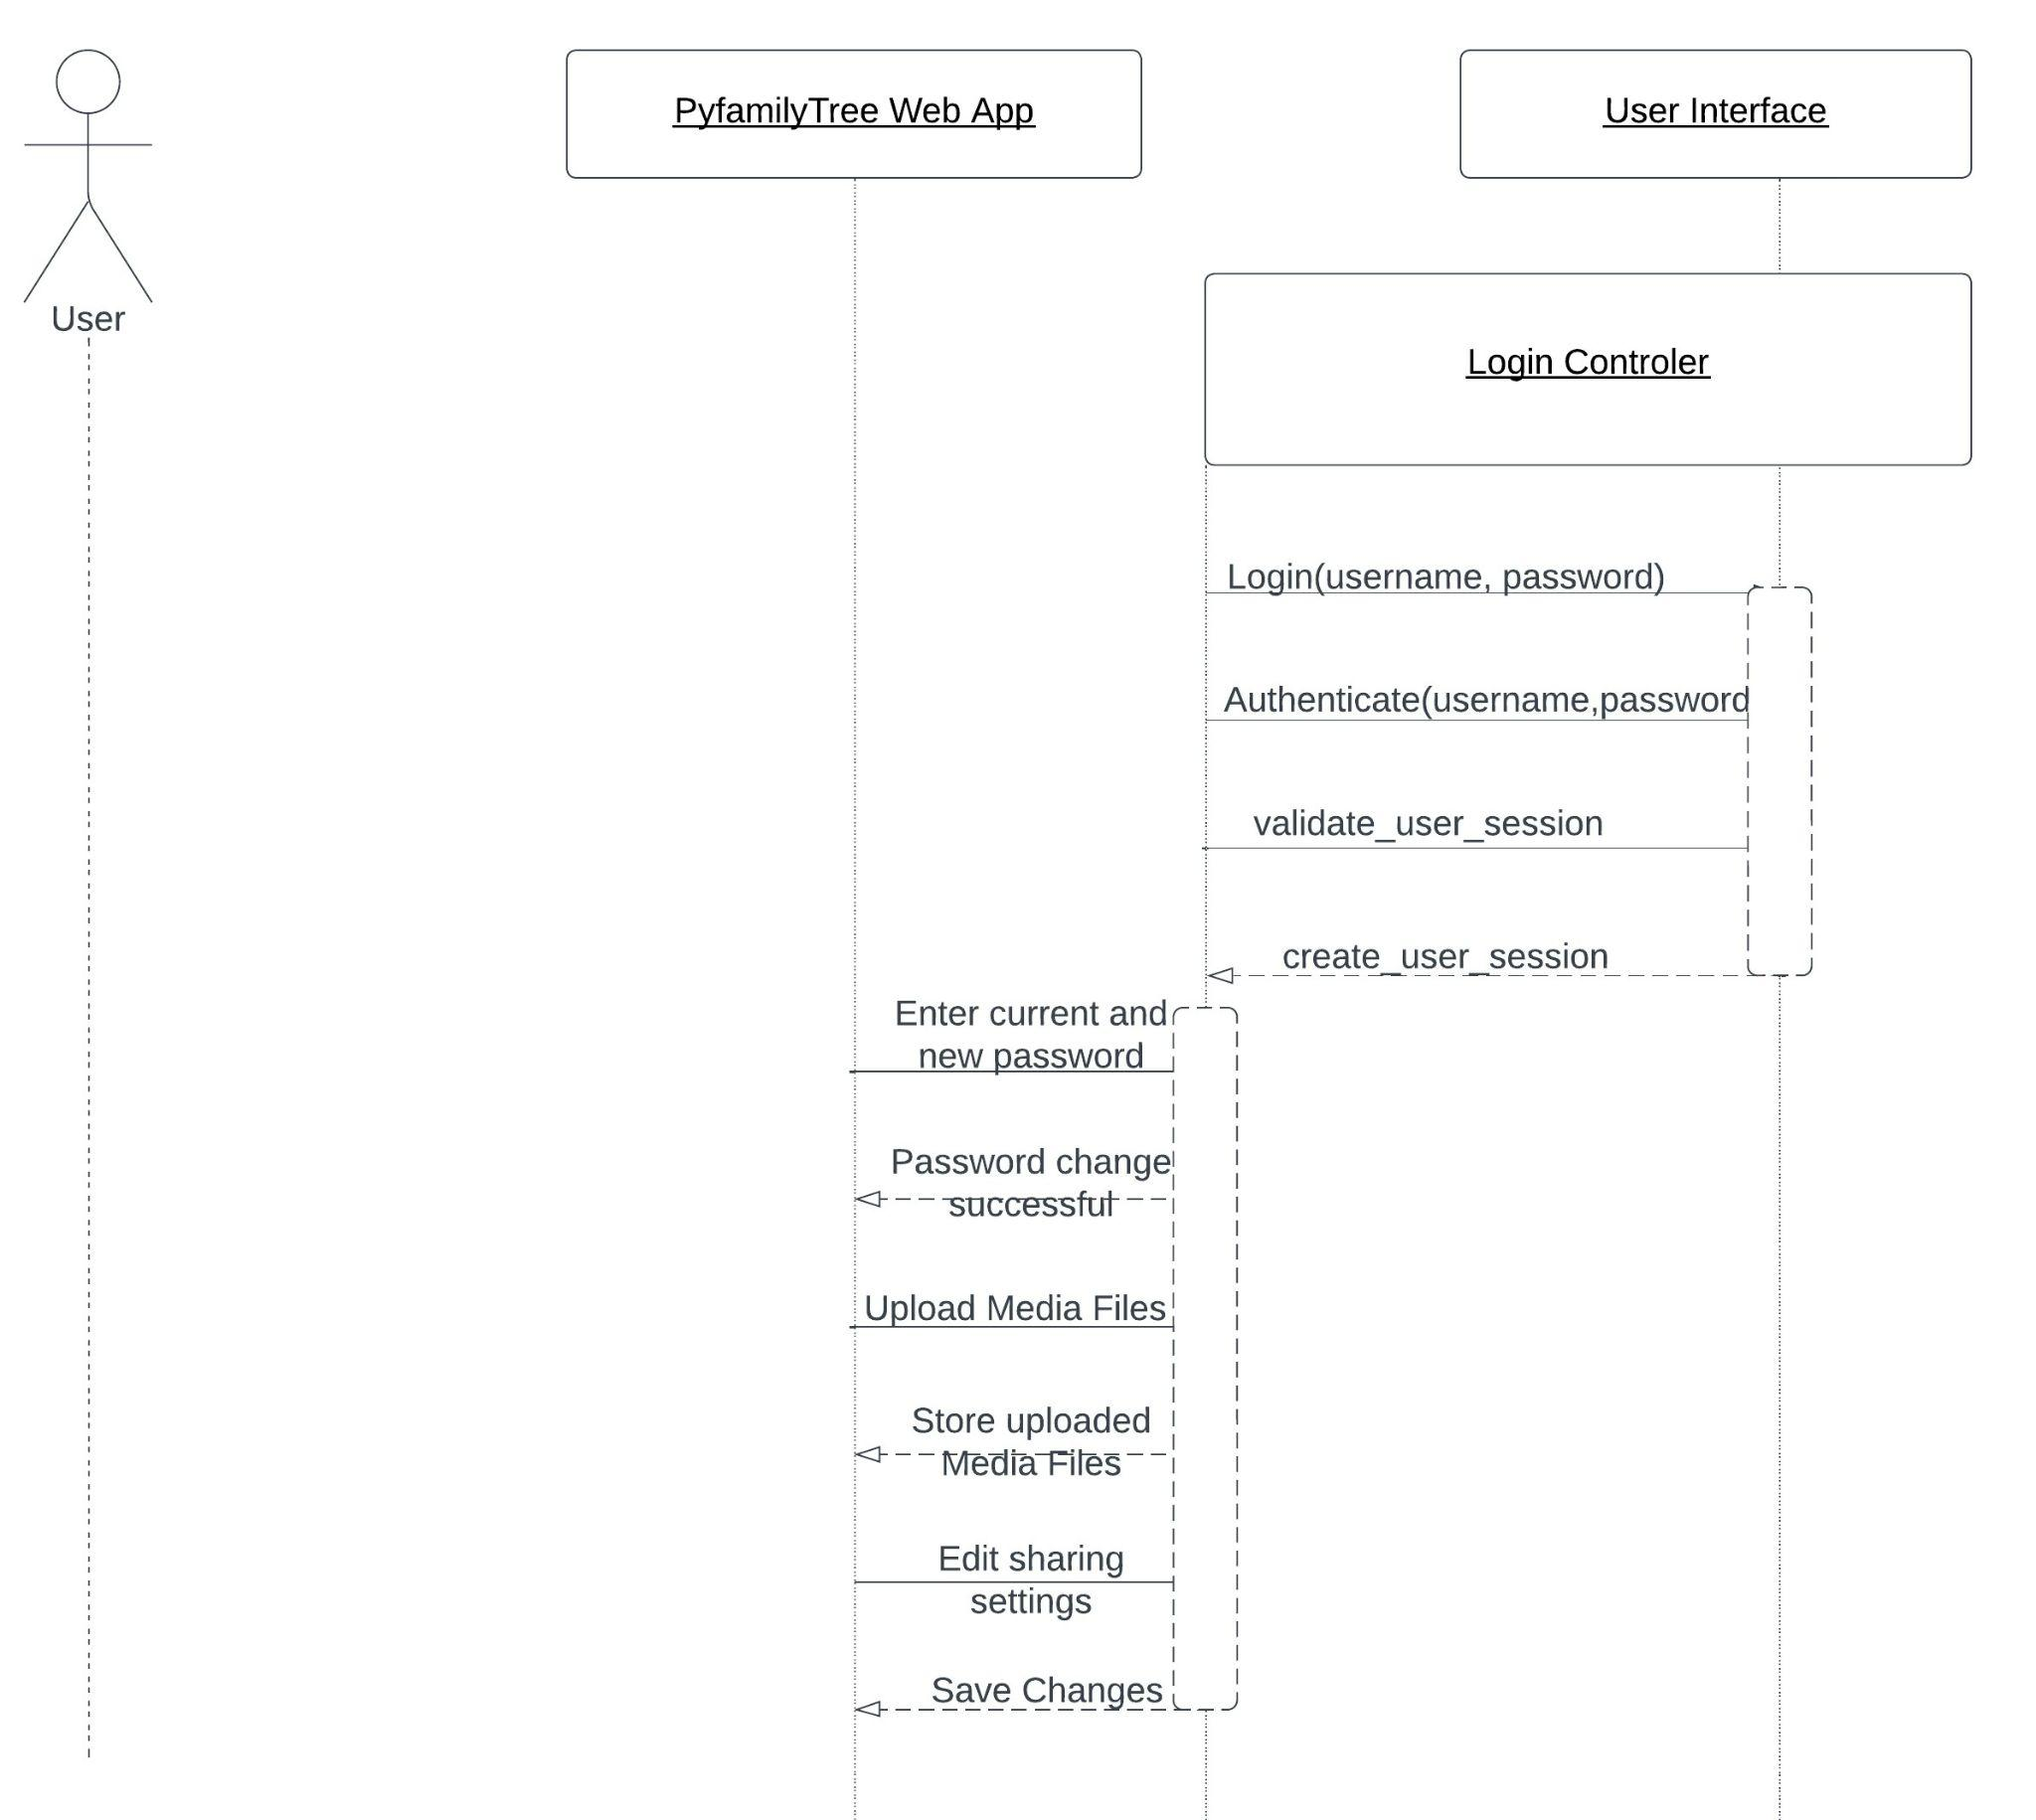 PyfamilyTree Web App
User Interface
User
Login Controler
Login(username, password)
Authenticate(username,password
validate_user_session
create_user_session
Enter current and
new password
Password change
successful
Upload Media Files
Store uploaded
Media Files
Edit sharing
settings
Save Changes